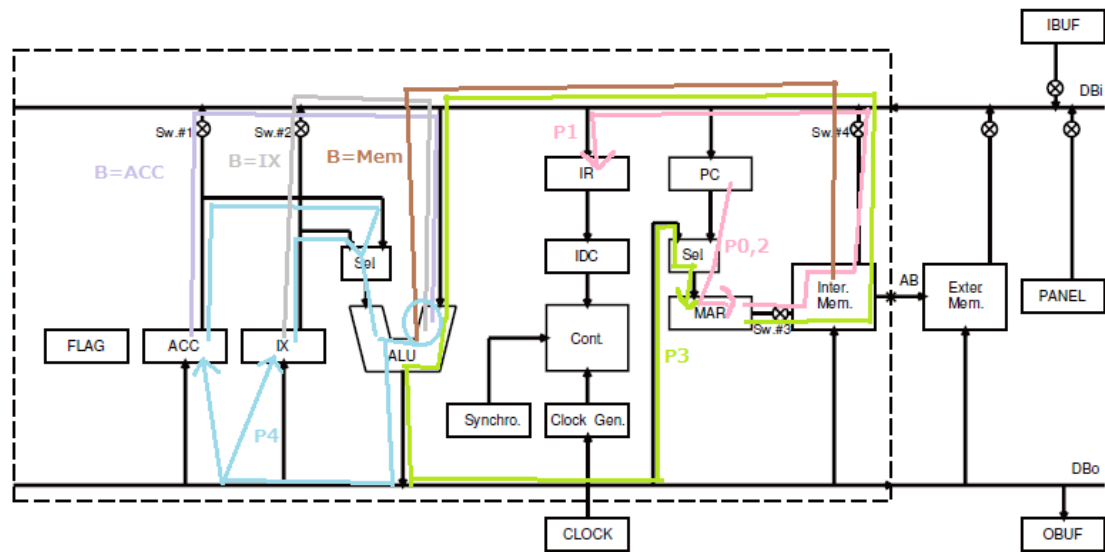 IBUF
DBi
Sw.#1
Sw.#2
Sw.#4
P1
B=ACC
B=IX
B=Mem
IR
PC
P0,2
Sel
IDC
Sel
Inter.
Mem.
AB
Exter.
Mem.
PANEL
MAR
Sw.#3
FLAG
ACC
IX
ALU
Cont.
P3
P4
Synchro.
Clock Gen.
DBo
CLOCK
OBUF